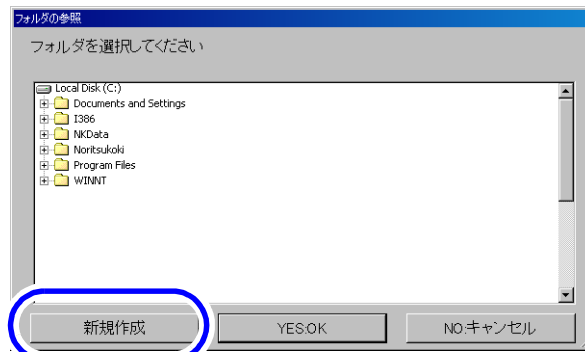 フォルダの参照
フォルダを選択してください
Local Disk (C:)
Documents and Settings
I386
NKData
Noritsukoki
Program Files
WINNT
新規作成 YES:OK NO:キャンセル